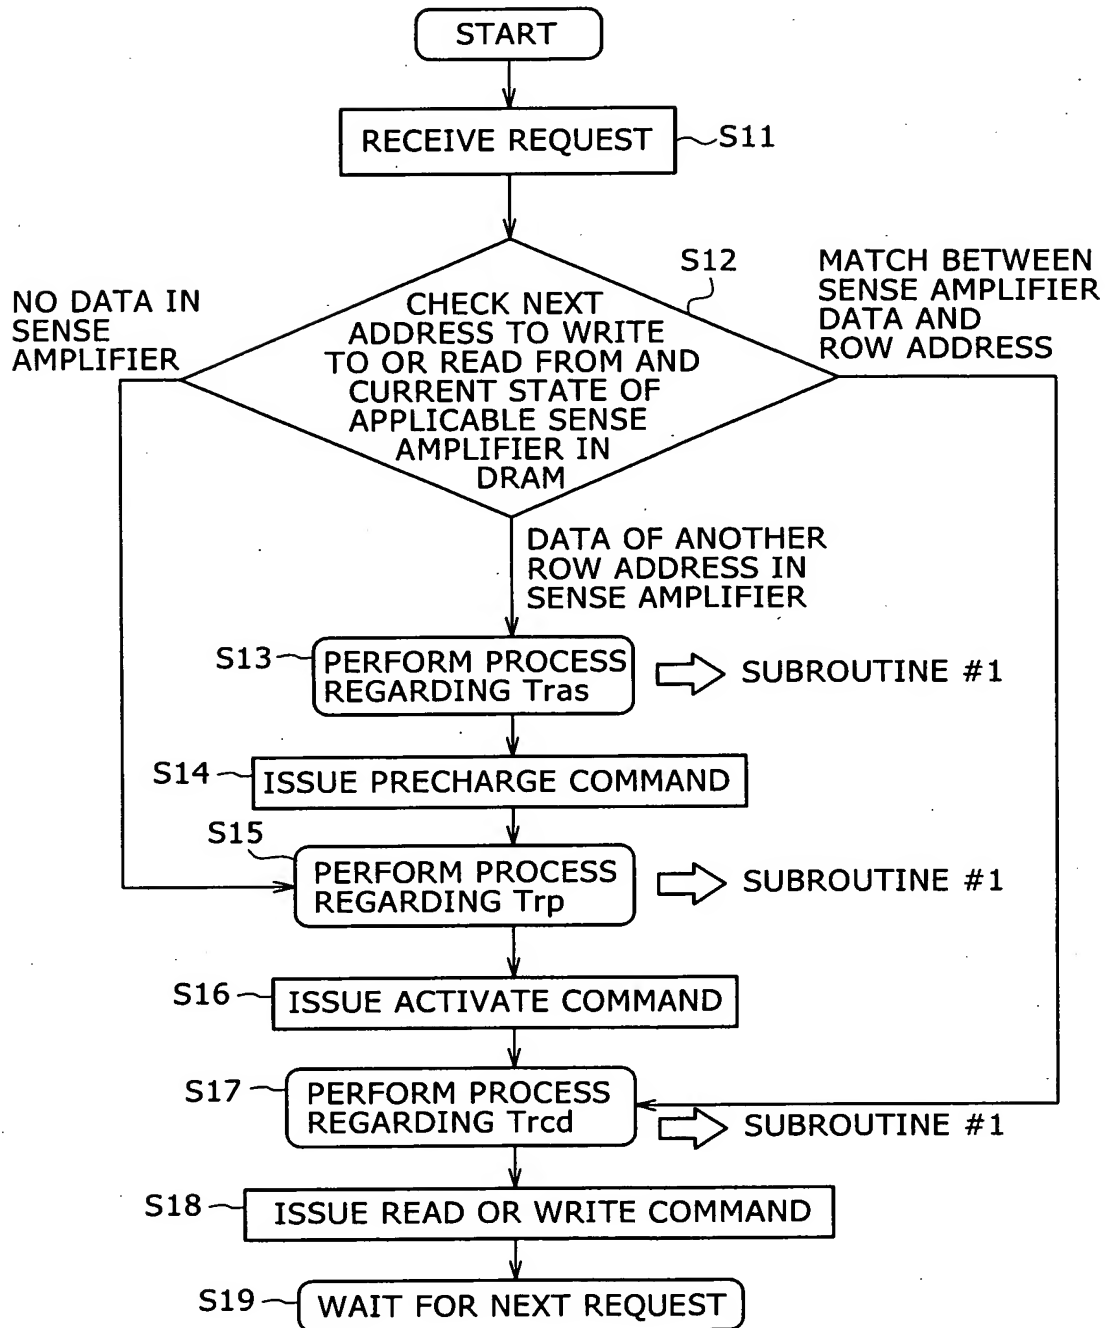 START
RECEIVE REQUEST
S11
S12
NO DATA IN
SENSE
AMPLIFIER
CHECK NEXT
ADDRESS TO WRITE
TO OR READ FROM AND
CURRENT STATE OF
APPLICABLE SENSE
AMPLIFIER IN
DRAM
MATCH BETWEEN
SENSE AMPLIFIER
DATA AND
ROW ADDRESS
DATA OF ANOTHER
ROW ADDRESS IN
SENSE AMPLIFIER
S13
PERFORM PROCESS
REGARDING Tras
SUBROUTINE #1
S14
ISSUE PRECHARGE COMMAND
S15
PERFORM PROCESS
REGARDING Trp
SUBROUTINE #1
S16
ISSUE ACTIVATE COMMAND
S17
PERFORM PROCESS
REGARDING Trcd
SUBROUTINE #1
S18
ISSUE READ OR WRITE COMMAND
S19
WAIT FOR NEXT REQUEST